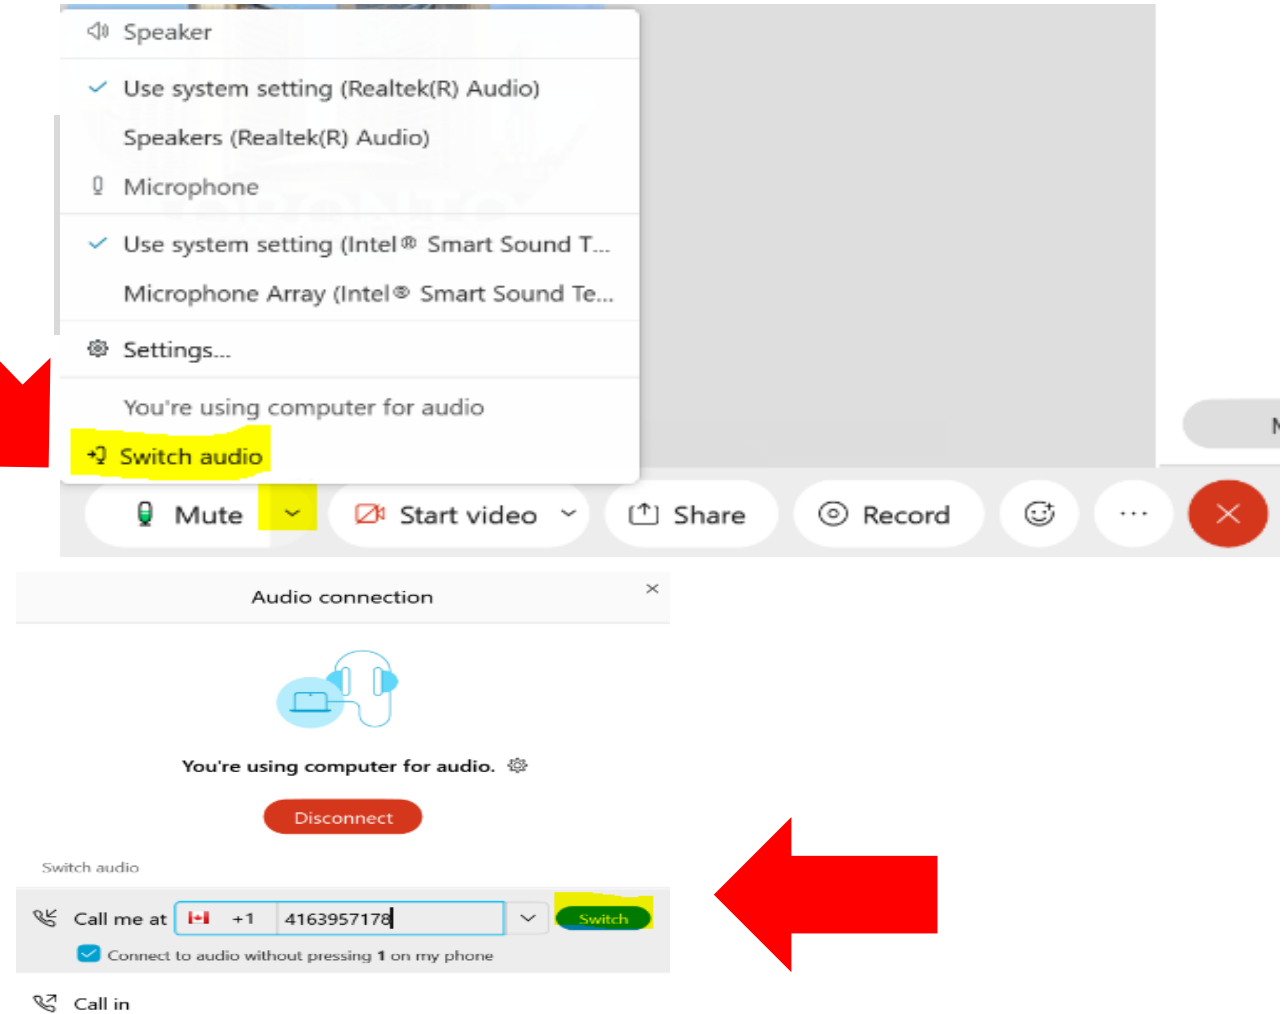 Speaker
Use system setting (Realtek(R) Audio)
Speakers (Realtek(R) Audio)
Microphone
Use system setting (Intel® Smart Sound T...
Microphone Array (Intel® Smart Sound Te...
Settings...
You're using computer for audio
Switch audio
Mute
Start video
Share
Record
Audio connection
You're using computer for audio.
Disconnect
Switch audio
Call me at +1 4163957178 Switch
Connect to audio without pressing 1 on my phone
Call in